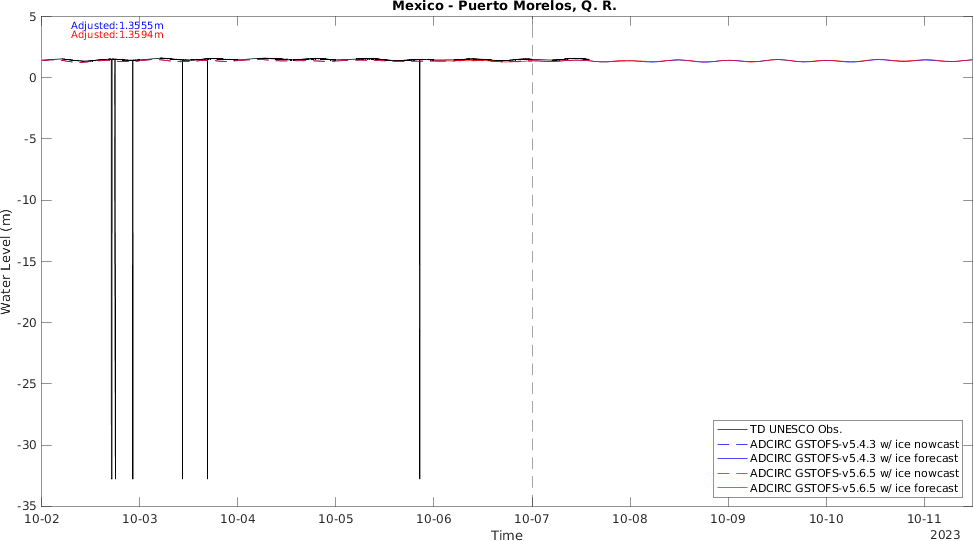 Mexico - Puerto Morelos, Q. R.
Adjusted:1.3555m
Adjusted:1.3594m
Water Level (m)
5
0
-5
-10
-15
-20
-25
-30
-35
TD UNESCO Obs.
ADCIRC GSTOFS-v5.4.3 w/ ice nowcast
ADCIRC GSTOFS-v5.4.3 w/ ice forecast
ADCIRC GSTOFS-v5.6.5 w/ ice nowcast
ADCIRC GSTOFS-v5.6.5 w/ ice forecast
10-02 10-03 10-04 10-05 10-06 10-07 10-08 10-09 10-10 10-11
Time
2023